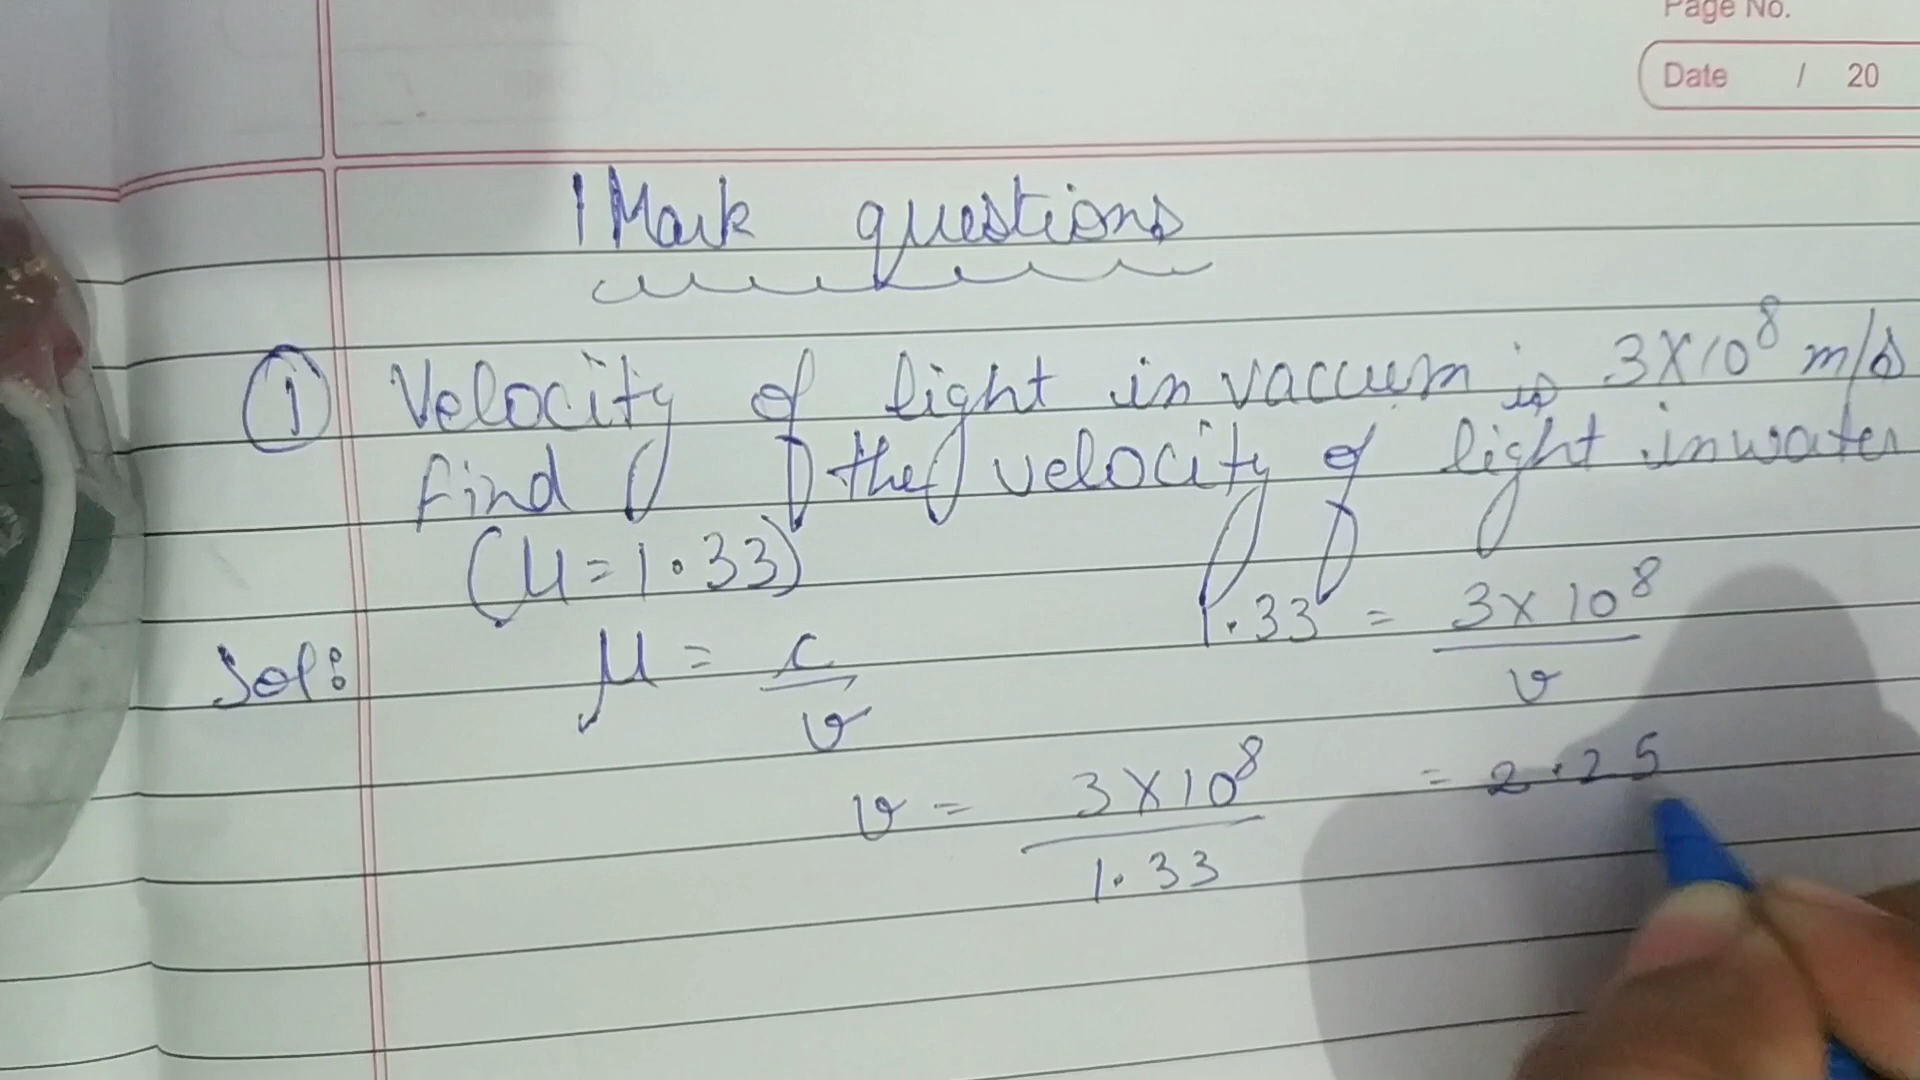 Page No.
Date / 20
1 Mark questions
① Velocity of light in vaccum is 3×10⁸ m/s
find the velocity of light in water
(μ = 1.33)
1.33 = 3×10⁸ / v
Sol: μ = c / v
v = 3×10⁸ / 1.33 = 2.25